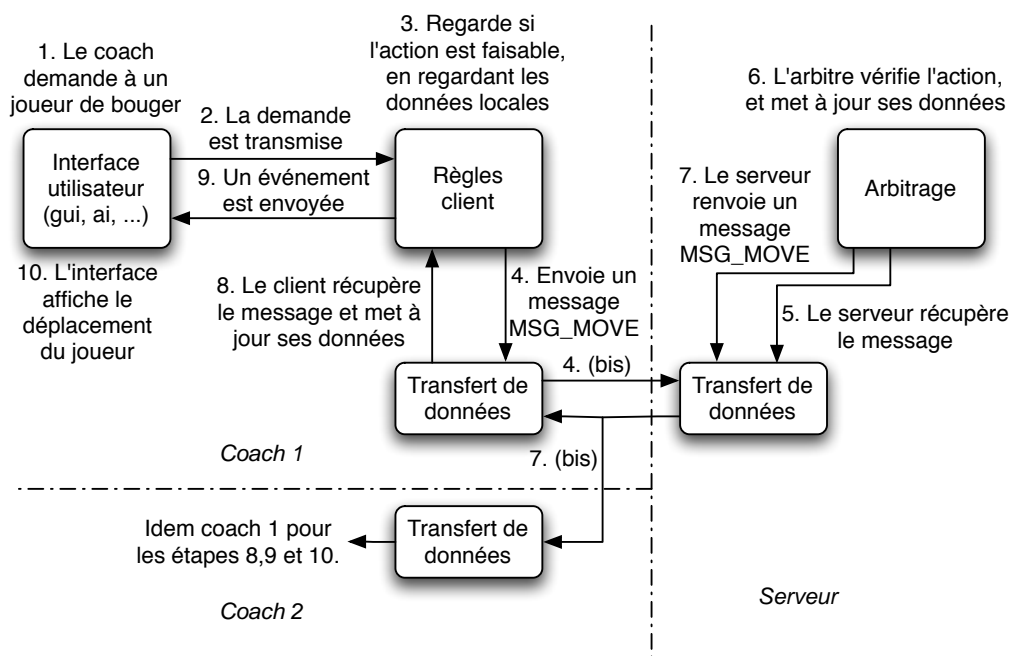 1. Le coach
demande à un
joueur de bouger
2. La demande
est transmise
3. Regarde si
l'action est faisable,
en regardant les
données locales
6. L'arbitre vérifie l'action,
et met à jour ses données
Interface
utilisateur
(gui, ai, ...)
9. Un événement
est envoyée
Règles
client
7. Le serveur
renvoie un
message
MSG_MOVE
Arbitrage
10. L'interface
affiche le
déplacement
du joueur
8. Le client récupère
le message et met à
jour ses données
4. Envoie un
message
MSG_MOVE
5. Le serveur récupère
le message
4. (bis)
Transfert de
données
Transfert de
données
Coach 1
7. (bis)
Idem coach 1 pour
les étapes 8,9 et 10.
Transfert de
données
Coach 2
Serveur